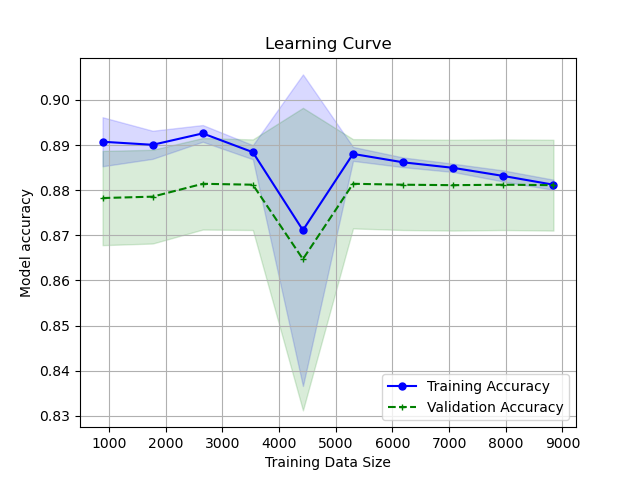 Learning Curve
0.90
0.89
0.88
0.87
0.86
0.85
0.84
0.83
Model accuracy
Training Accuracy
Validation Accuracy
1000 2000 3000 4000 5000 6000 7000 8000 9000
Training Data Size